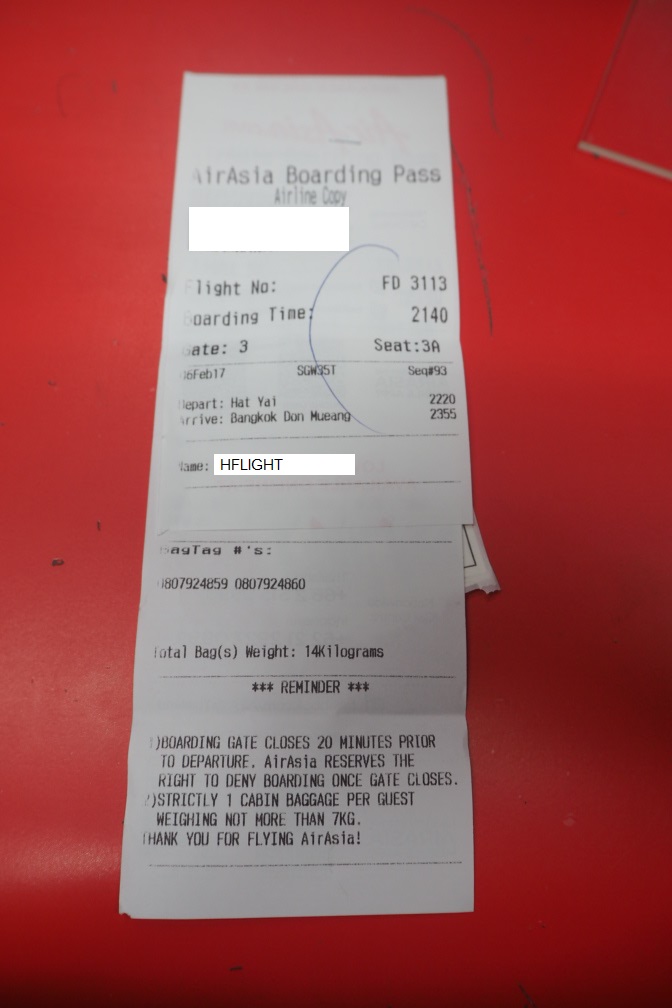 AirAsia Boarding Pass
Airline Copy
Flight No: FD 3113
Boarding Time: 2140
Gate: 3 Seat:3A
16Feb17 SGW35T Seq#93
Depart: Hat Yai 2220
Arrive: Bangkok Don Mueang 2355
Name: HFLIGHT
BagTag #'s:
0807924859 0807924860
Total Bag(s) Weight: 14Kilograms
*** REMINDER ***
1)BOARDING GATE CLOSES 20 MINUTES PRIOR
TO DEPARTURE. AirAsia RESERVES THE
RIGHT TO DENY BOARDING ONCE GATE CLOSES.
2)STRICTLY 1 CABIN BAGGAGE PER GUEST
WEIGHING NOT MORE THAN 7KG.
THANK YOU FOR FLYING AirAsia!